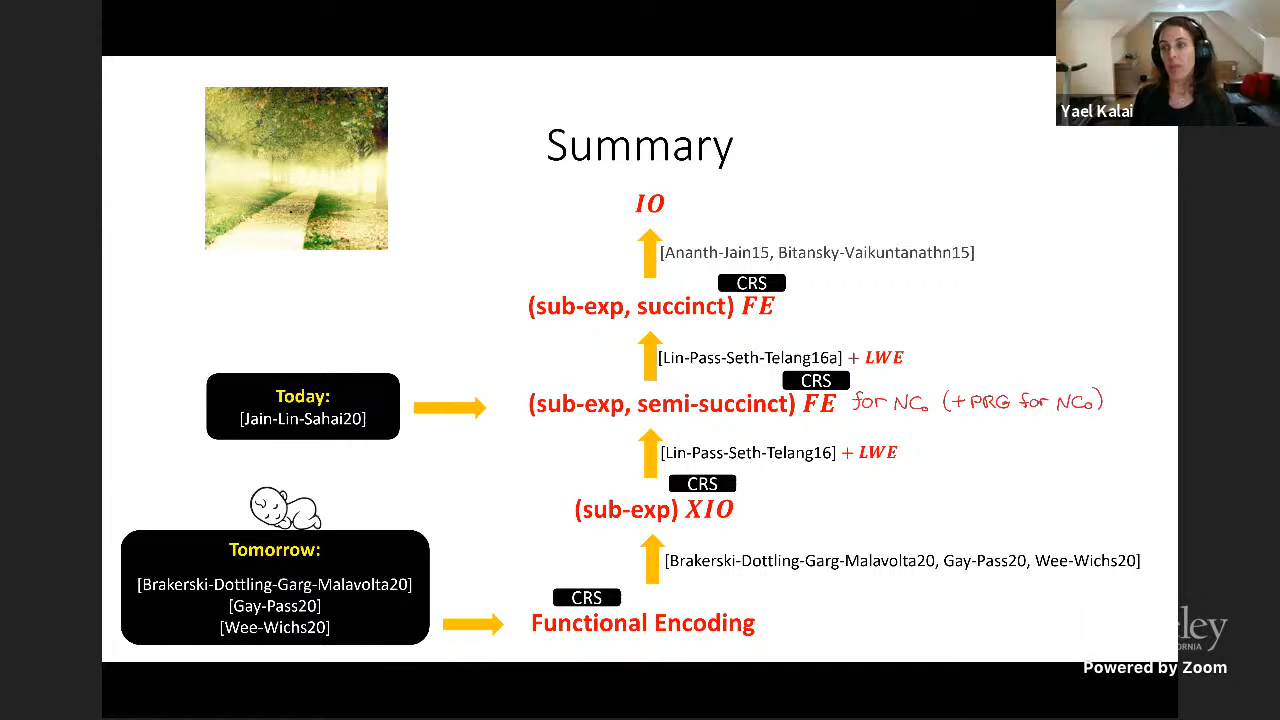 Yael Kalai
Summary
IO
[Ananth-Jain15, Bitansky-Vaikuntanathn15]
CRS
(sub-exp, succinct) FE
[Lin-Pass-Seth-Telang16a] + LWE
CRS
Today:
[Jain-Lin-Sahai20]
(sub-exp, semi-succinct) FE for NC₀ (+PRG for NC₀)
[Lin-Pass-Seth-Telang16] + LWE
CRS
(sub-exp) XIO
Tomorrow:
[Brakerski-Dottling-Garg-Malavolta20]
[Gay-Pass20]
[Wee-Wichs20]
[Brakerski-Dottling-Garg-Malavolta20, Gay-Pass20, Wee-Wichs20]
CRS
Functional Encoding
ley
ORNIA
Powered by Zoom